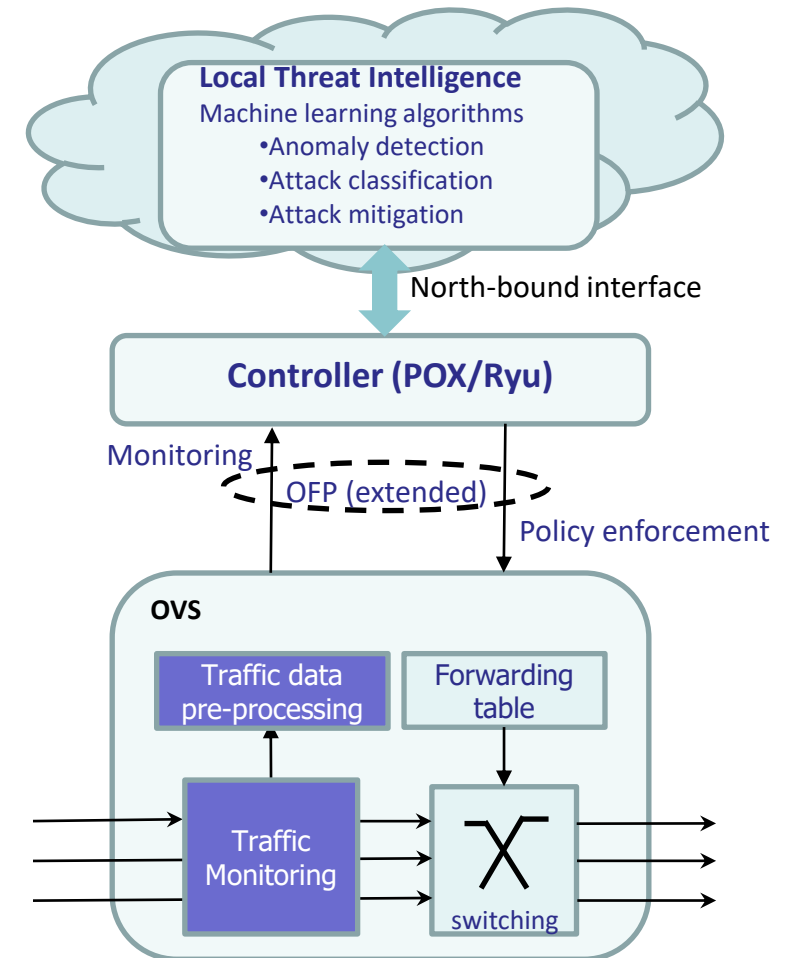 Local Threat Intelligence
Machine learning algorithms
•Anomaly detection
•Attack classification
•Attack mitigation
North-bound interface
Controller (POX/Ryu)
Monitoring
OFP (extended)
Policy enforcement
OVS
Traffic data
pre-processing
Forwarding
table
Traffic
Monitoring
switching